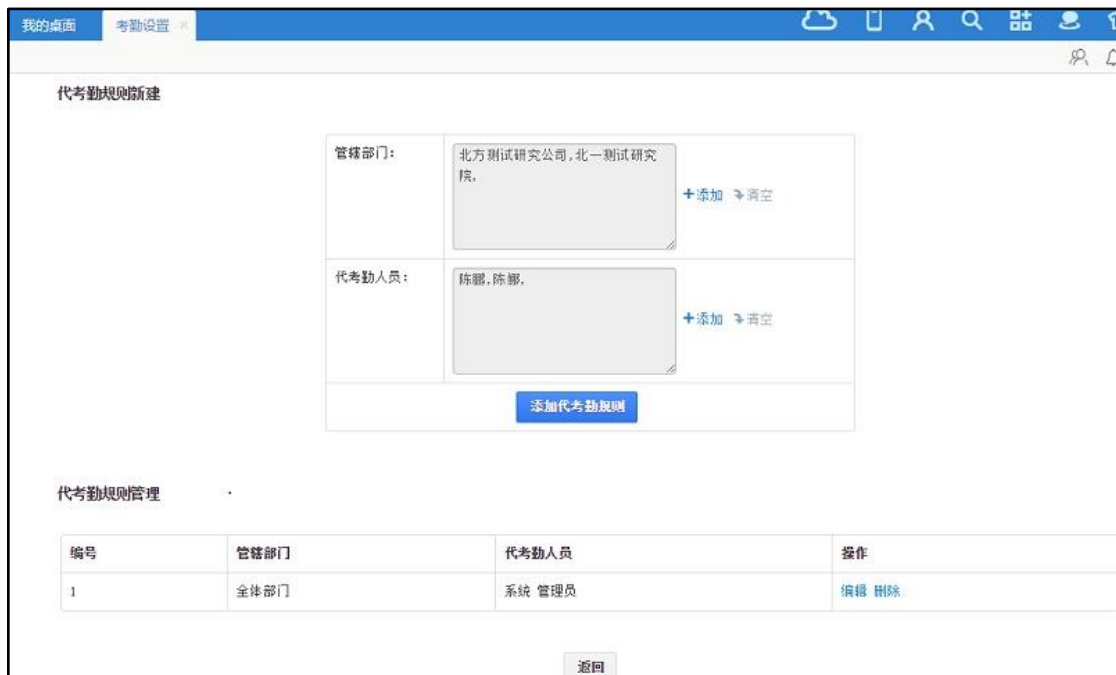 我的桌面 考勤设置 ×
代考勤规则新建
管辖部门: 北方测试研究公司,北一测试研究
院,
+添加 清空
代考勤人员: 陈鹏,陈娜,
+添加 清空
添加代考勤规则
代考勤规则管理
编号 管辖部门 代考勤人员 操作
1 全体部门 系统 管理员 编辑 删除
返回